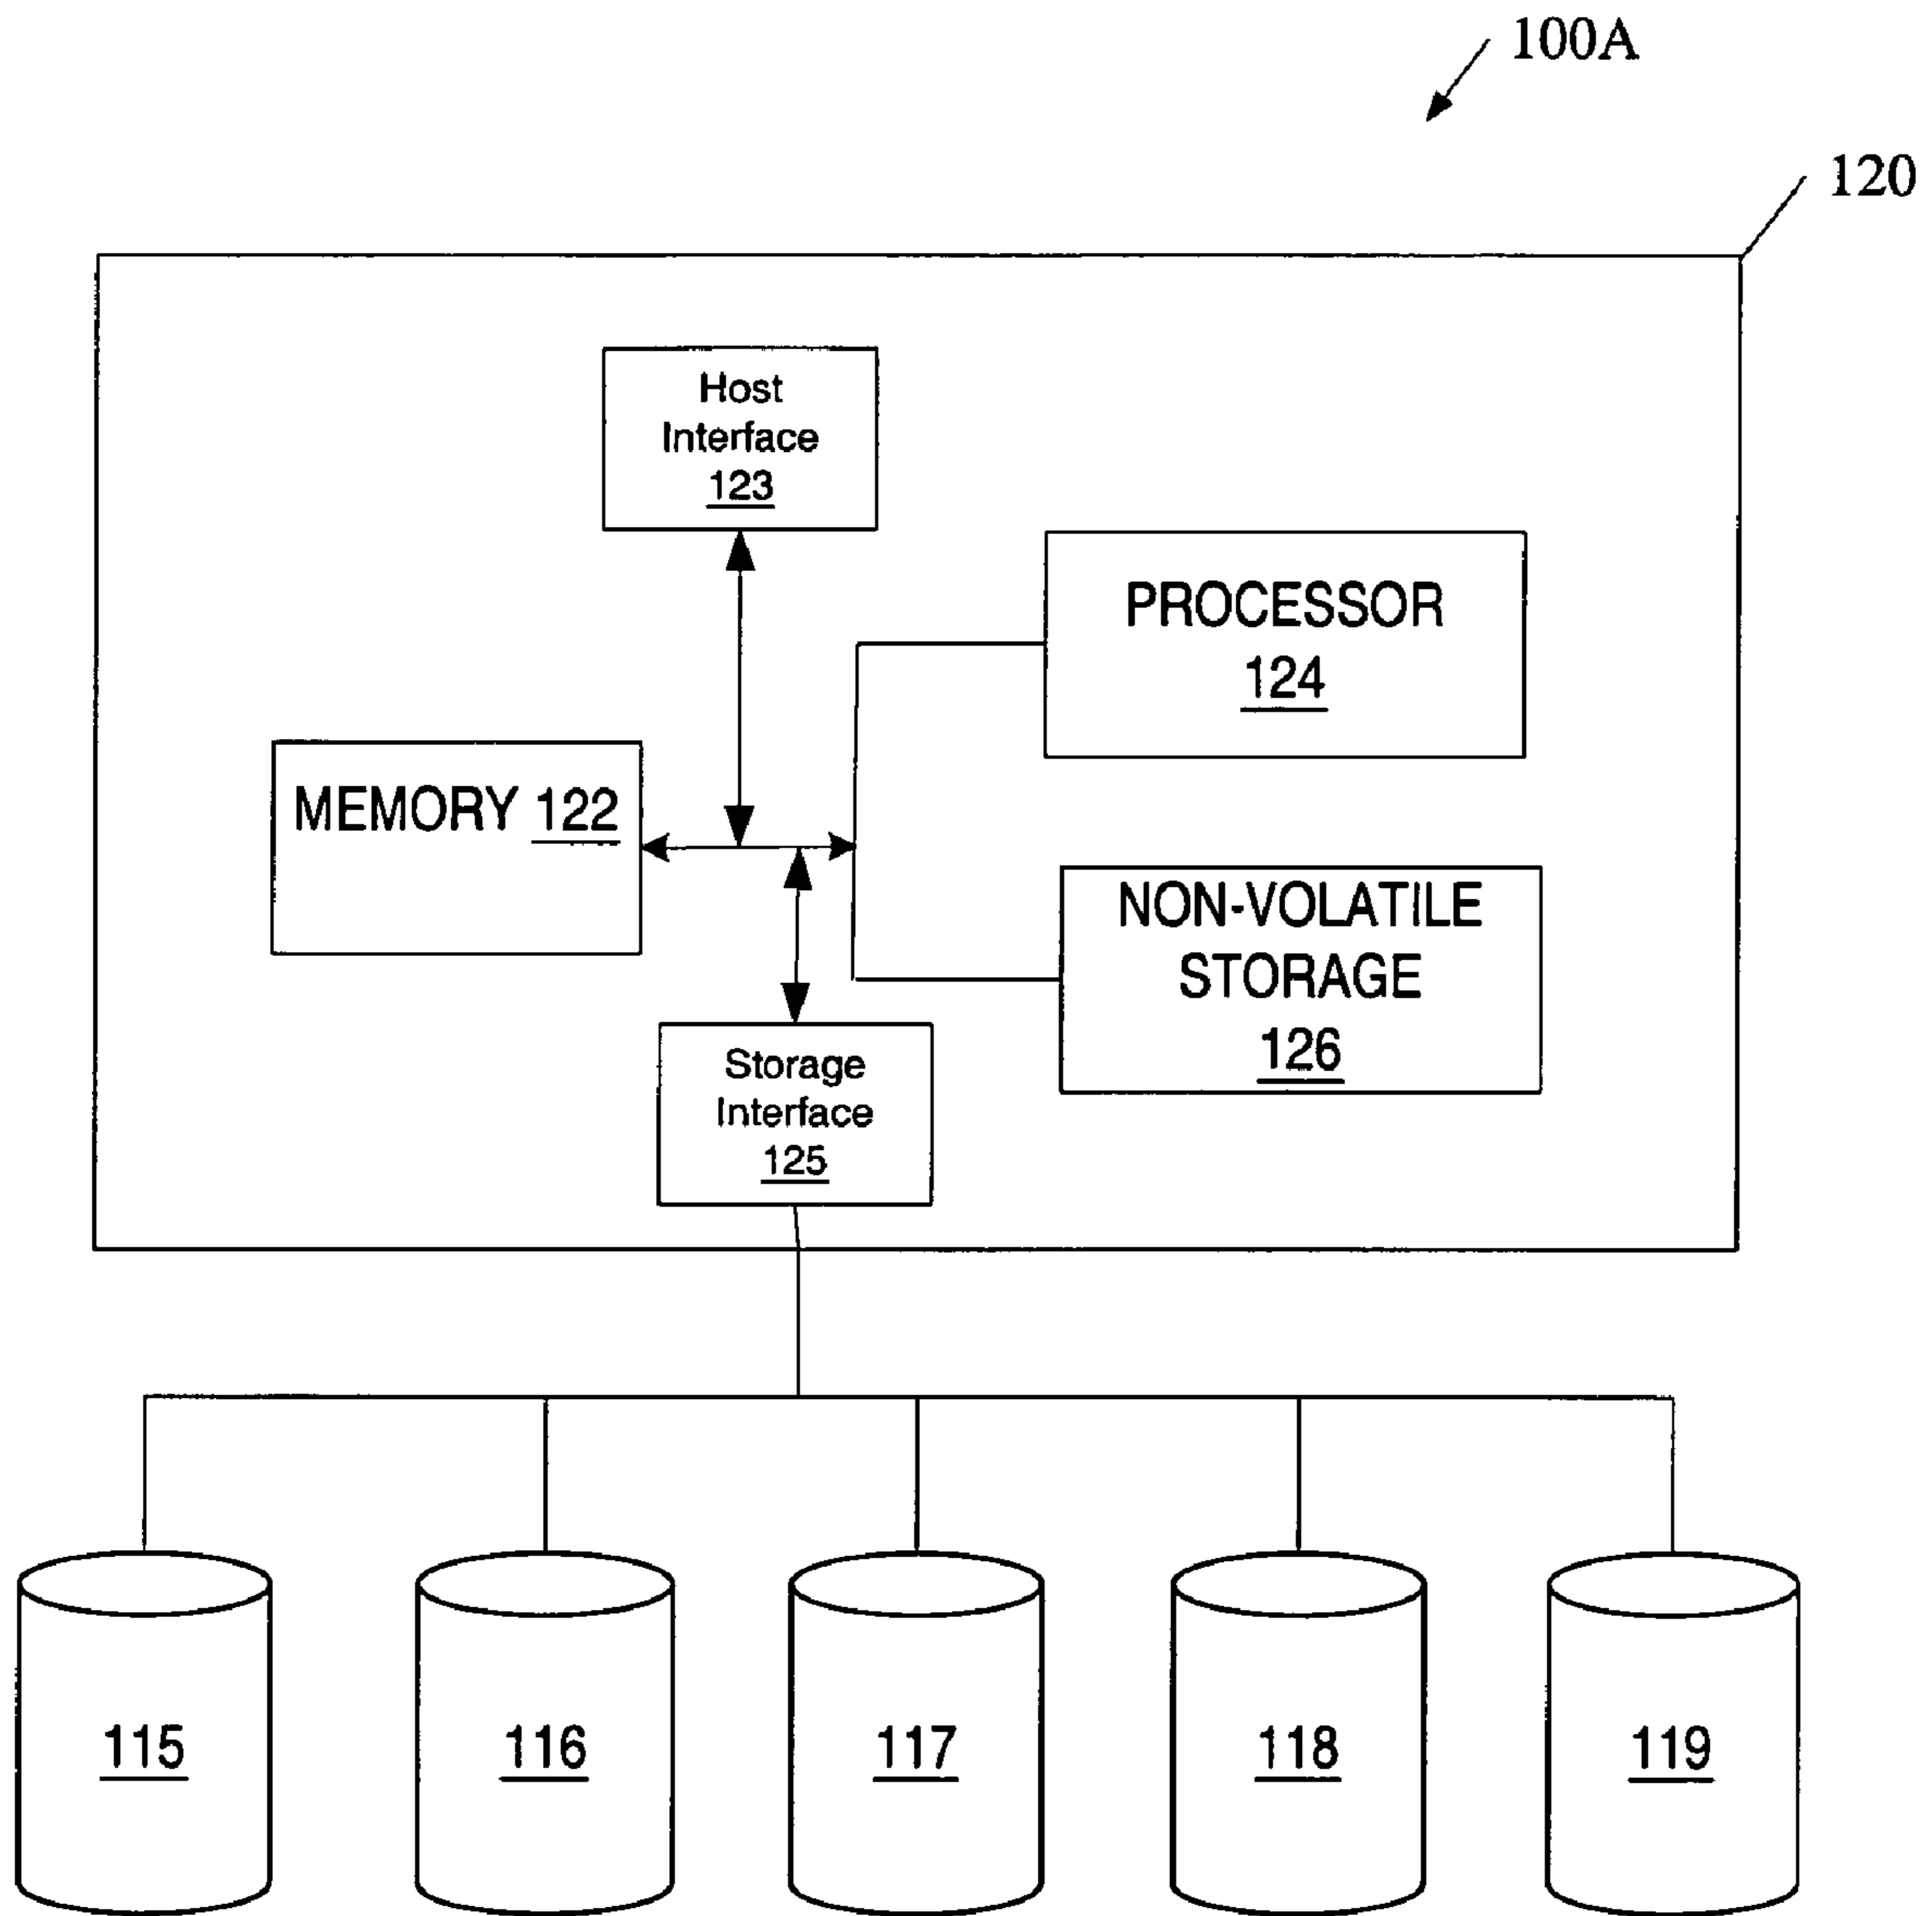 100A
120
Host
Interface
123
PROCESSOR
124
MEMORY 122
NON-VOLATILE
STORAGE
126
Storage
Interface
125
115
116
117
118
119